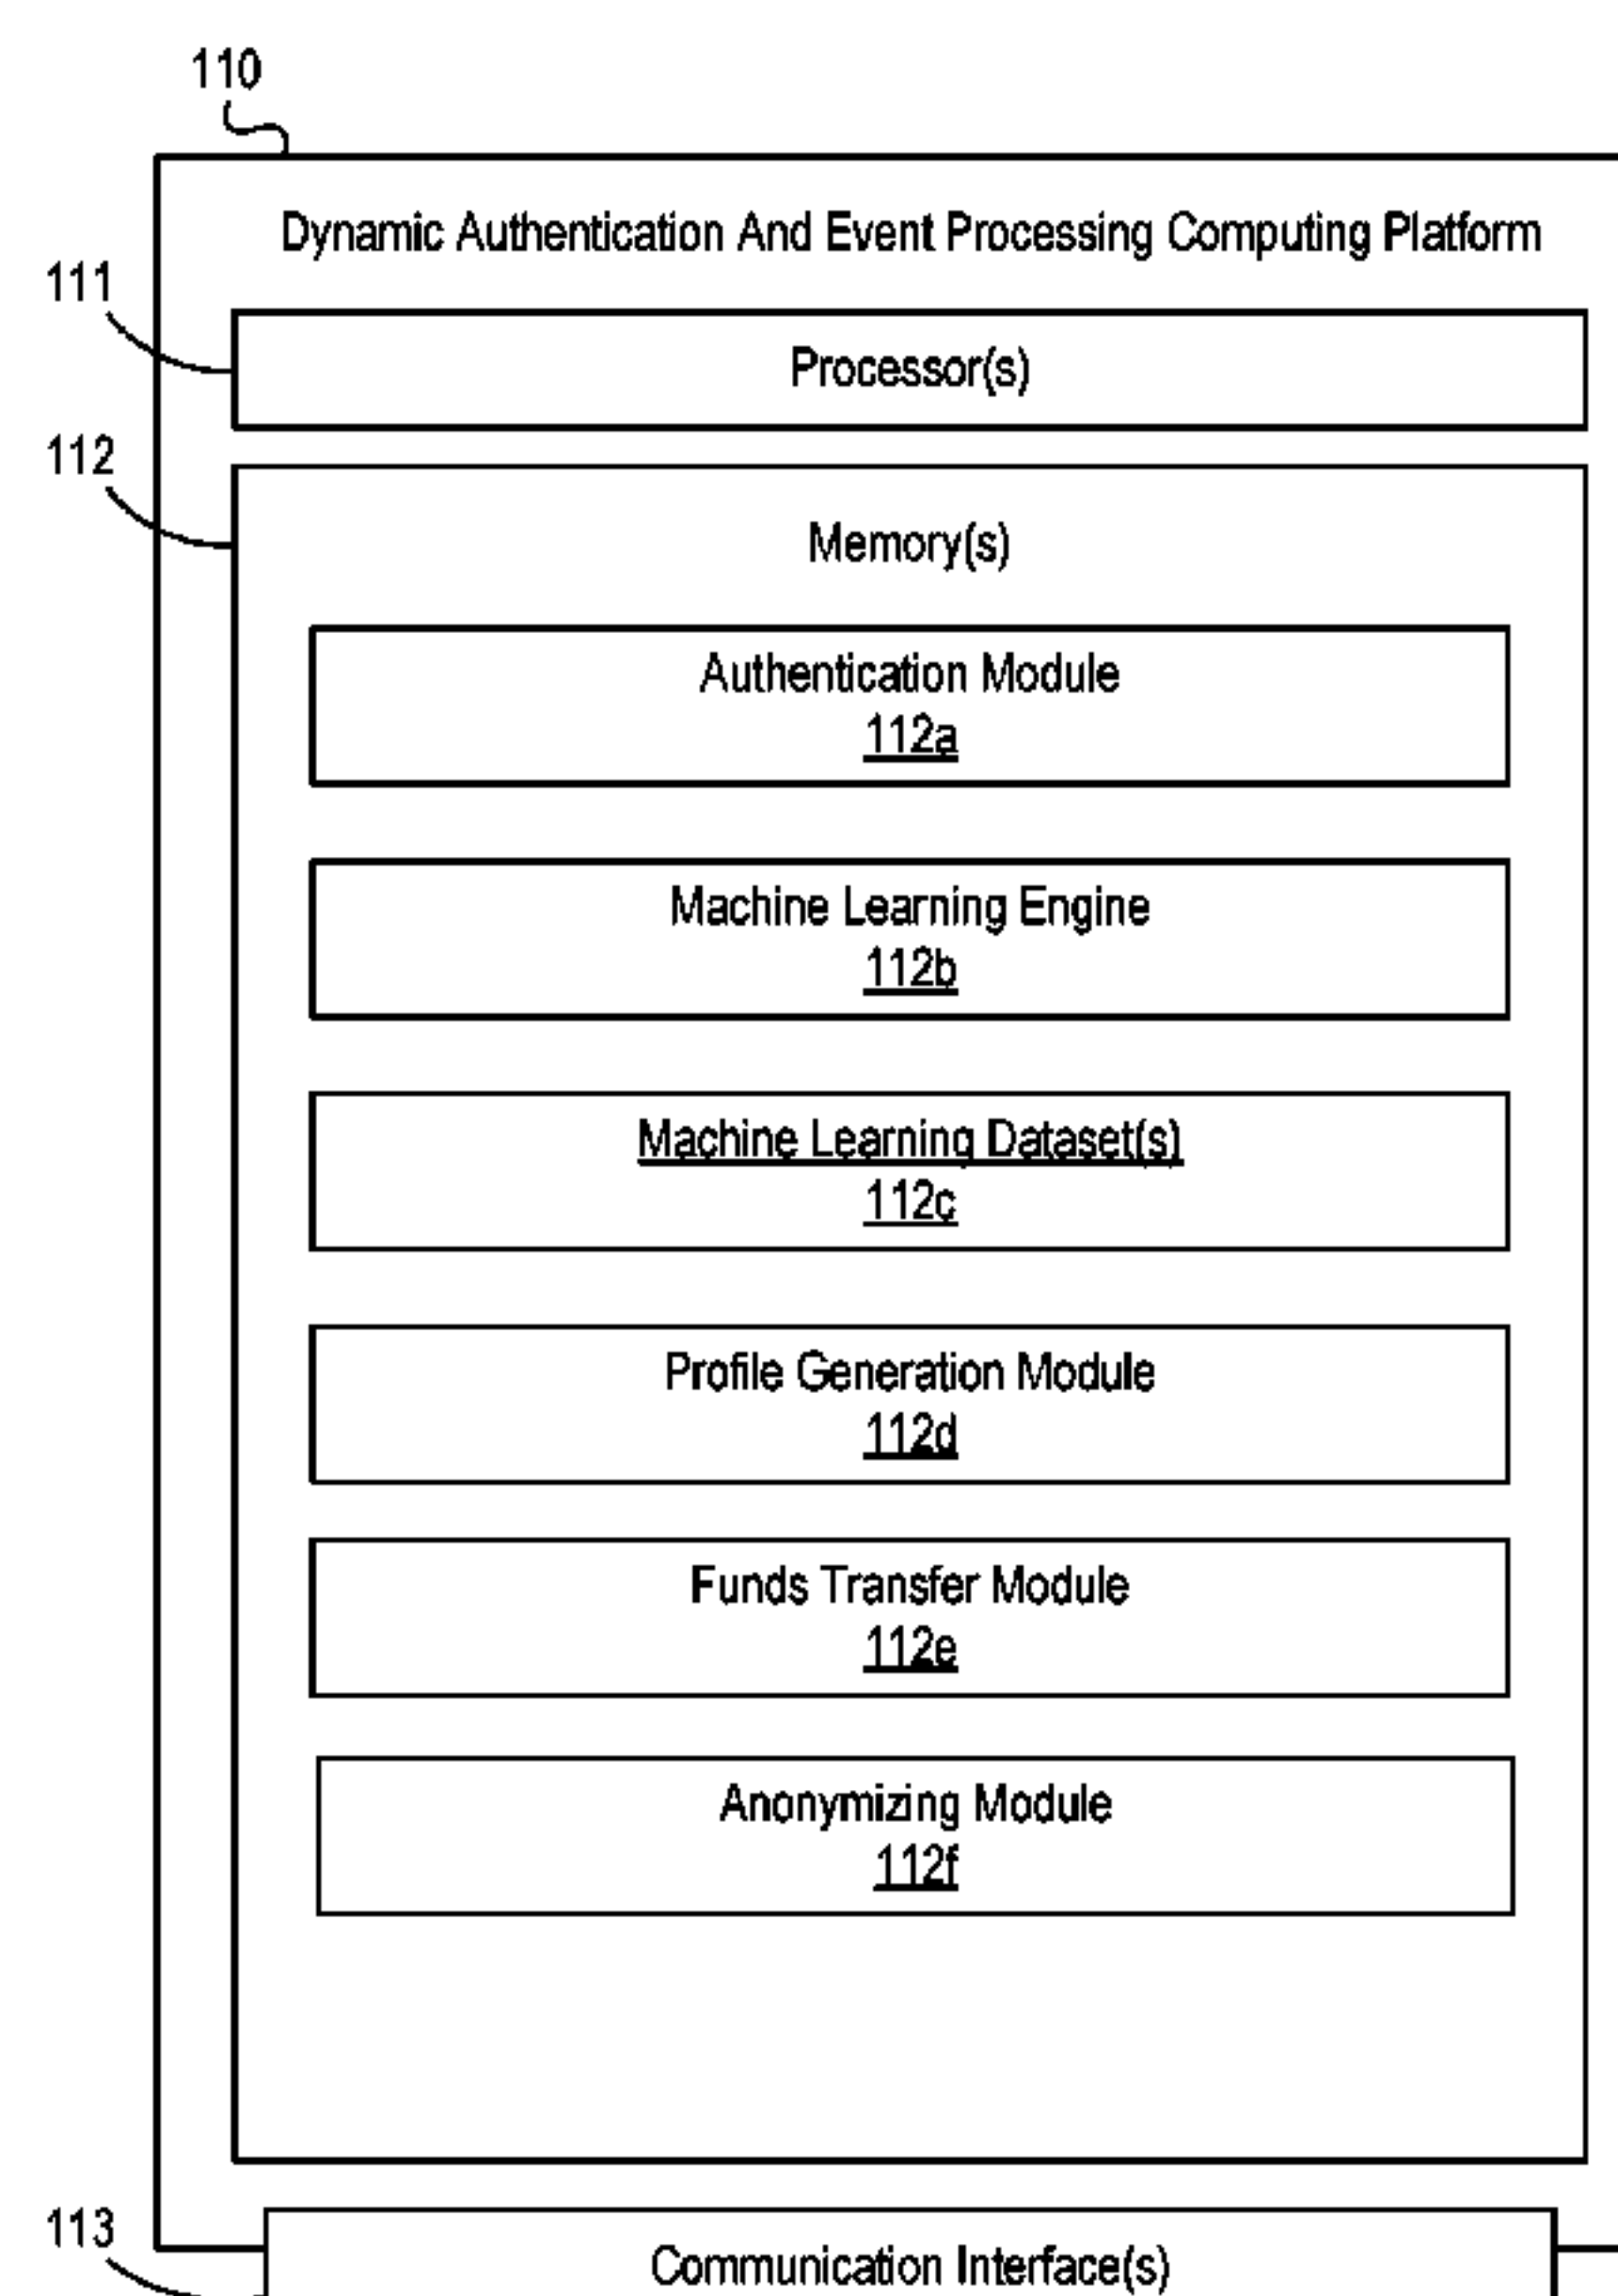 110
Dynamic Authentication And Event Processing Computing Platform
111
Processor(s)
112
Memory(s)
Authentication Module
112a
Machine Learning Engine
112b
Machine Learning Dataset(s)
112c
Profile Generation Module
112d
Funds Transfer Module
112e
Anonymizing Module
112f
113
Communication Interface(s)